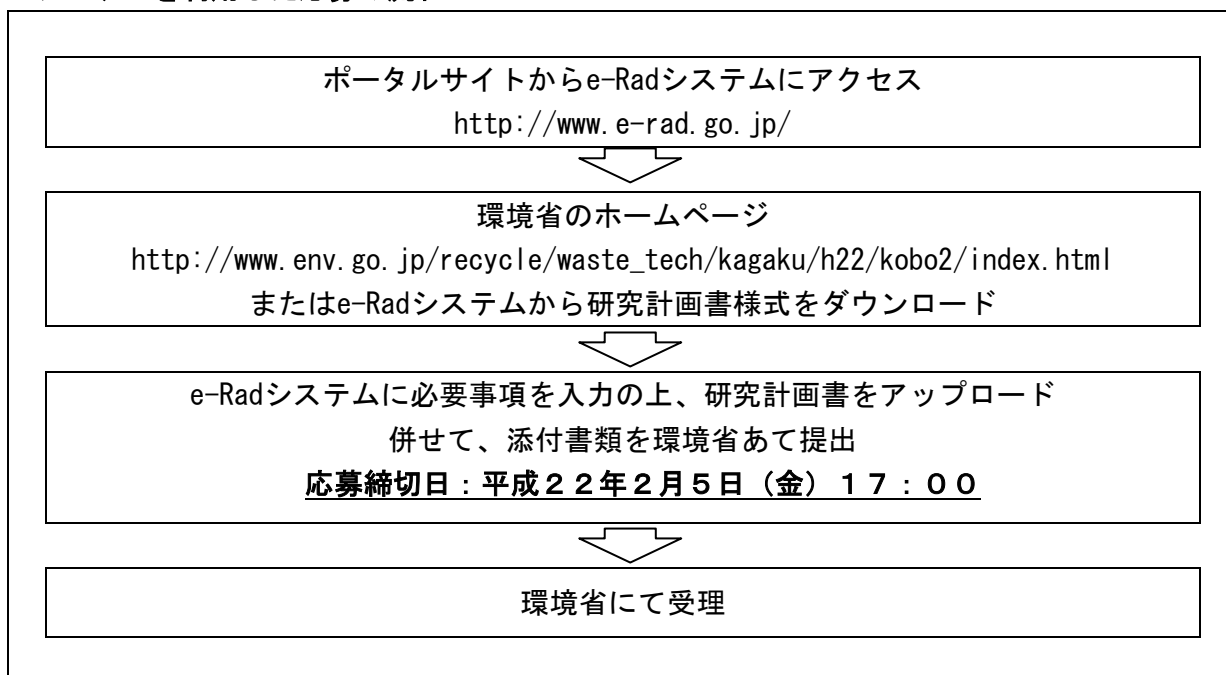 ポータルサイトからe-Radシステムにアクセス
http://www.e-rad.go.jp/
環境省のホームページ
http://www.env.go.jp/recycle/waste_tech/kagaku/h22/kobo2/index.html
またはe-Radシステムから研究計画書様式をダウンロード
e-Radシステムに必要事項を入力の上、研究計画書をアップロード
併せて、添付書類を環境省あて提出
応募締切日:平成22年2月5日(金)17:00
環境省にて受理